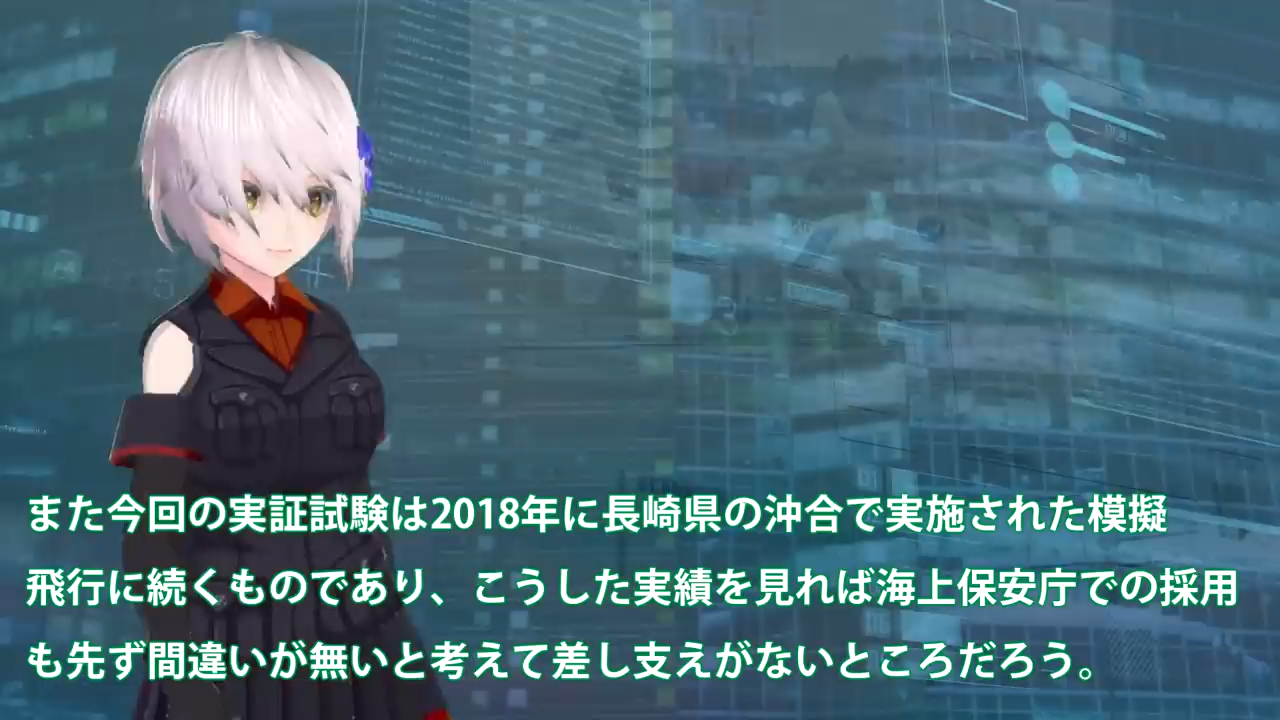 また今回の実証試験は2018年に長崎県の沖合で実施された模擬
飛行に続くものであり、こうした実績を見れば海上保安庁での採用
も先ず間違いが無いと考えて差し支えがないところだろう。